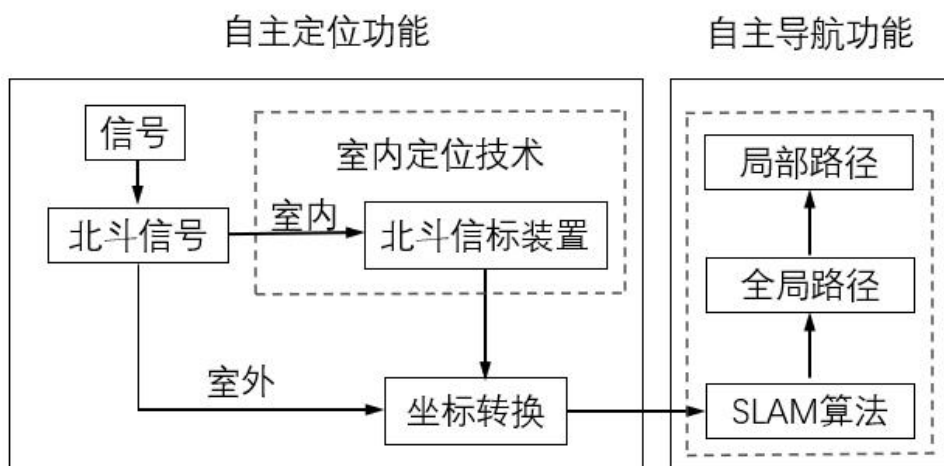 自主定位功能
自主导航功能
信号
室内定位技术
局部路径
室内
北斗信号
北斗信标装置
全局路径
室外
坐标转换
SLAM算法